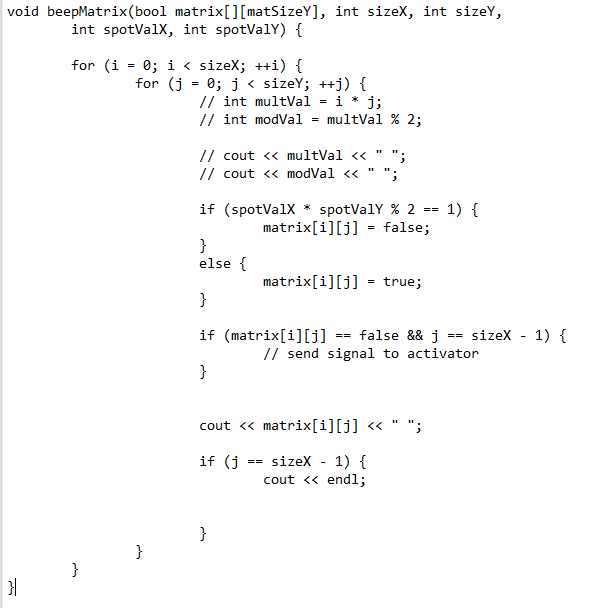 void beepMatrix(bool matrix[][matSizeY], int sizeX, int sizeY,
int spotValX, int spotValY) {
for (i = 0; i < sizeX; ++i) {
for (j = 0; j < sizeY; ++j) {
// int multVal = i * j;
// int modVal = multVal % 2;
// cout << multVal << " ";
// cout << modVal << " ";
if (spotValX * spotValY % 2 == 1) {
matrix[i][j] = false;
}
else {
matrix[i][j] = true;
}
if (matrix[i][j] == false && j == sizeX - 1) {
// send signal to activator
}
cout << matrix[i][j] << " ";
if (j == sizeX - 1) {
cout << endl;
}
}
}
}